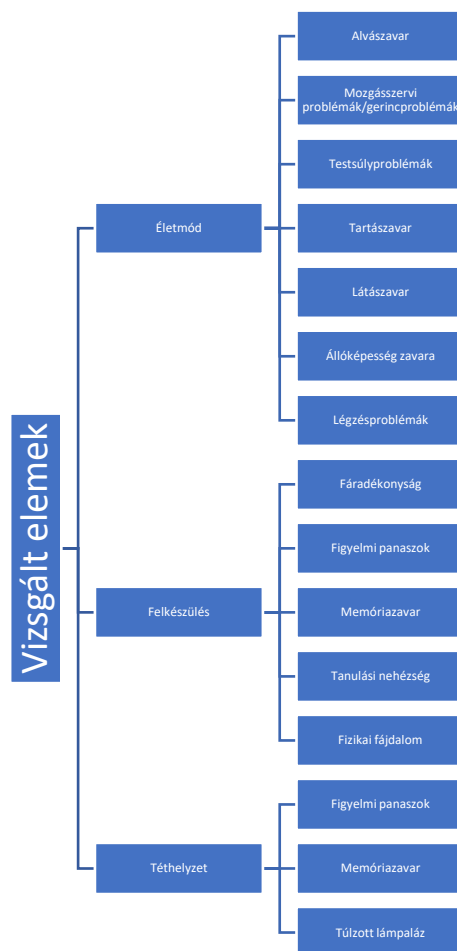 Vizsgált elemek
Életmód
Alvászavar
Mozgásszervi
problémák/gerincproblémák
Testsúlyproblémák
Tartászavar
Látászavar
Állóképesség zavara
Légzésproblémák
Felkészülés
Fáradékonyság
Figyelmi panaszok
Memóriazavar
Tanulási nehézség
Fizikai fájdalom
Téthelyzet
Figyelmi panaszok
Memóriazavar
Túlzott lámpaláz